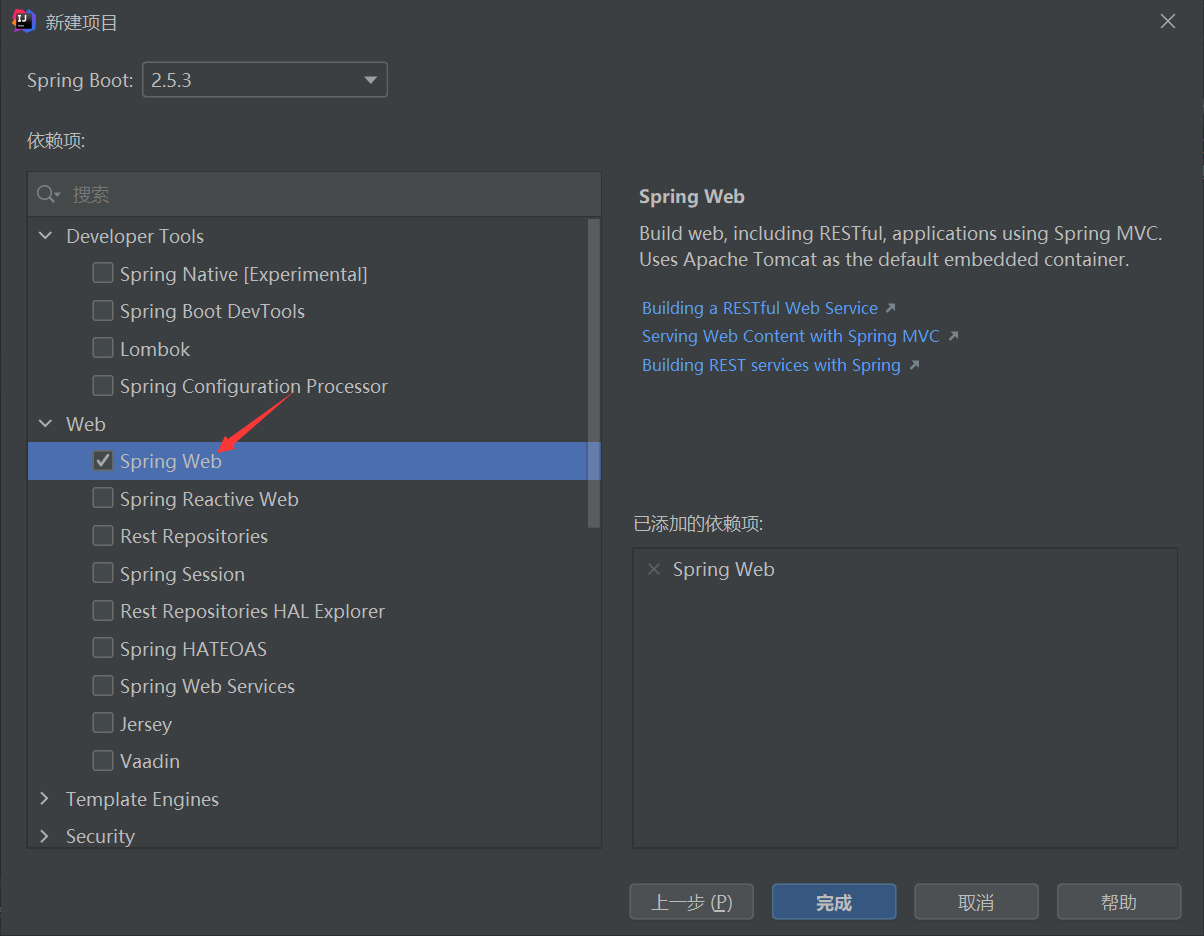 新建项目
Spring Boot: 2.5.3
依赖项:
搜索
Developer Tools
Spring Native [Experimental]
Spring Boot DevTools
Lombok
Spring Configuration Processor
Web
Spring Web
Spring Reactive Web
Rest Repositories
Spring Session
Rest Repositories HAL Explorer
Spring HATEOAS
Spring Web Services
Jersey
Vaadin
Template Engines
Security
Spring Web
Build web, including RESTful, applications using Spring MVC.
Uses Apache Tomcat as the default embedded container.
Building a RESTful Web Service
Serving Web Content with Spring MVC
Building REST services with Spring
已添加的依赖项:
Spring Web
上一步 (P) 完成 取消 帮助